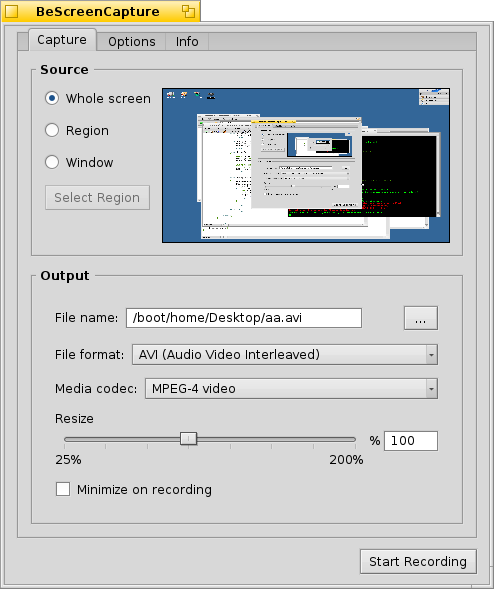 BeScreenCapture
Capture Options Info
Source
Whole screen
Region
Window
Select Region
Output
File name: /boot/home/Desktop/aa.avi ...
File format: AVI (Audio Video Interleaved)
Media codec: MPEG-4 video
Resize
% 100
25% 200%
Minimize on recording
Start Recording